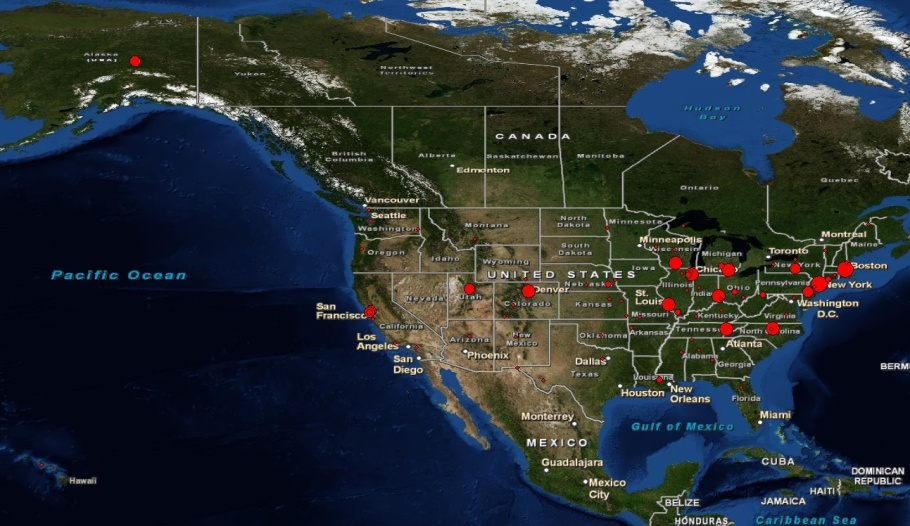 Alaska
(USA)
Yukon
Northwest
Territories
Hudson
Bay
CANADA
British
Columbia
Alberta
Saskatchewan
Manitoba
Edmonton
Ontario
Quebec
Vancouver
Seattle
Washington
Montana
North
Dakota
Minnesota
Minneapolis
Wisconsin
Michigan
Toronto
Montreal
Maine
Oregon
Idaho
Wyoming
South
Dakota
Iowa
New York
Boston
Pacific Ocean
UNITED STATES
Nebraska
Illinois
Ohio
Pennsylvania
New York
Nevada
Utah
Denver
Colorado
Kansas
St.
Louis
Missouri
Kentucky
Virginia
Washington
D.C.
San
Francisco
California
Los
Angeles
San
Diego
Arizona
Phoenix
New
Mexico
Oklahoma
Arkansas
Atlanta
Dallas
Texas
Alabama
Georgia
Louisiana
Houston
New
Orleans
Florida
Miami
Monterrey
Gulf of Mexico
MEXICO
Guadalajara
Mexico
City
CUBA
Hawaii
BELIZE
HONDURAS
JAMAICA
HAITI
DOMINICAN
REPUBLIC
Caribbean Sea